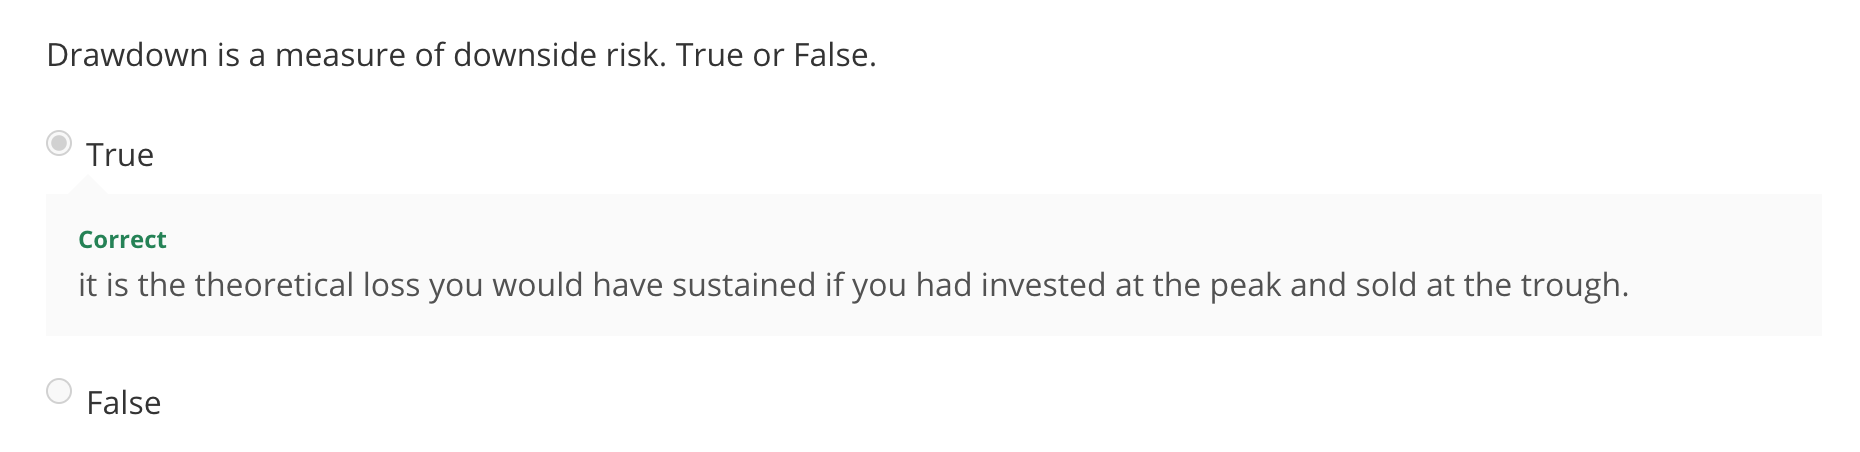 Drawdown is a measure of downside risk. True or False.
True
Correct
it is the theoretical loss you would have sustained if you had invested at the peak and sold at the trough.
False